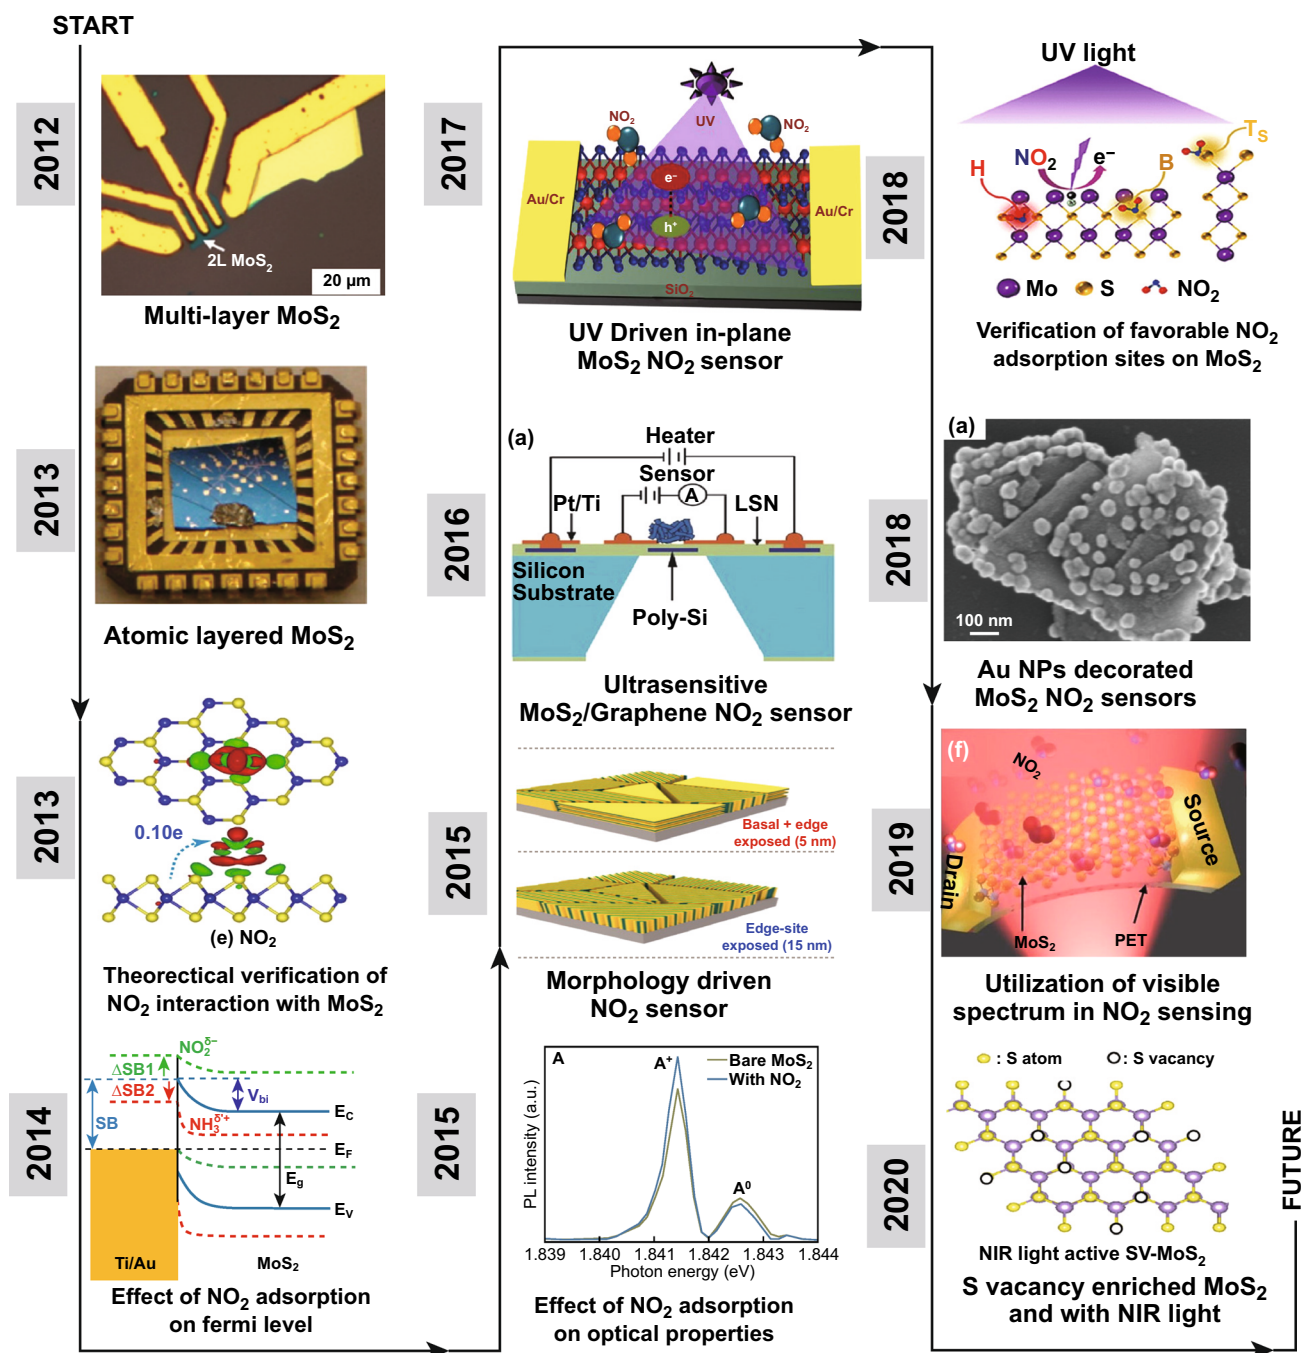 START
2012
2L MoS₂
20 μm
Multi-layer MoS₂
2013
Atomic layered MoS₂
2013
0.10e
(e) NO₂
Theorectical verification of
NO₂ interaction with MoS₂
2014
NO₂^δ−
ΔSB1
ΔSB2
SB
V_bi
NH₃^δ'+
E_C
E_F
E_g
E_V
Ti/Au
MoS₂
Effect of NO₂ adsorption
on fermi level
2015
A
A⁺
A⁰
Bare MoS₂
With NO₂
PL intensity (a.u.)
1.839 1.840 1.841 1.842 1.843 1.844
Photon energy (eV)
Effect of NO₂ adsorption
on optical properties
2015
Basal + edge
exposed (5 nm)
Edge-site
exposed (15 nm)
Morphology driven
NO₂ sensor
2016
(a)
Heater
Sensor
A
Pt/Ti
LSN
Silicon
Substrate
Poly-Si
Ultrasensitive
MoS₂/Graphene NO₂ sensor
2017
NO₂
UV
NO₂
Au/Cr
e⁻
h⁺
Au/Cr
SiO₂
UV Driven in-plane
MoS₂ NO₂ sensor
2018
UV light
T_S
H
NO₂
e⁻
B
Mo
S
NO₂
Verification of favorable NO₂
adsorption sites on MoS₂
2018
(a)
100 nm
Au NPs decorated
MoS₂ NO₂ sensors
2019
(f)
NO₂
Source
Drain
MoS₂
PET
Utilization of visible
spectrum in NO₂ sensing
2020
: S atom
: S vacancy
NIR light active SV-MoS₂
S vacancy enriched MoS₂
and with NIR light
FUTURE